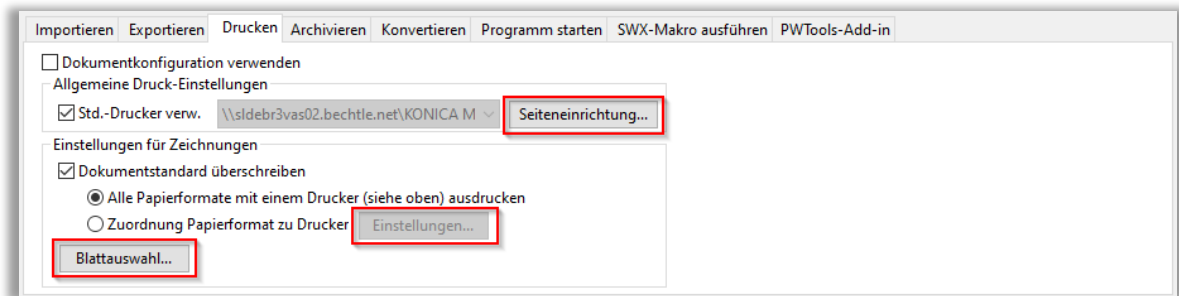 Importieren Exportieren Drucken Archivieren Konvertieren Programm starten SWX-Makro ausführen PWTools-Add-in
Dokumentkonfiguration verwenden
Allgemeine Druck-Einstellungen
Std.-Drucker verw. \\sldebr3vas02.bechtle.net\KONICA M Seiteneinrichtung...
Einstellungen für Zeichnungen
Dokumentstandard überschreiben
Alle Papierformate mit einem Drucker (siehe oben) ausdrucken
Zuordnung Papierformat zu Drucker Einstellungen...
Blattauswahl...